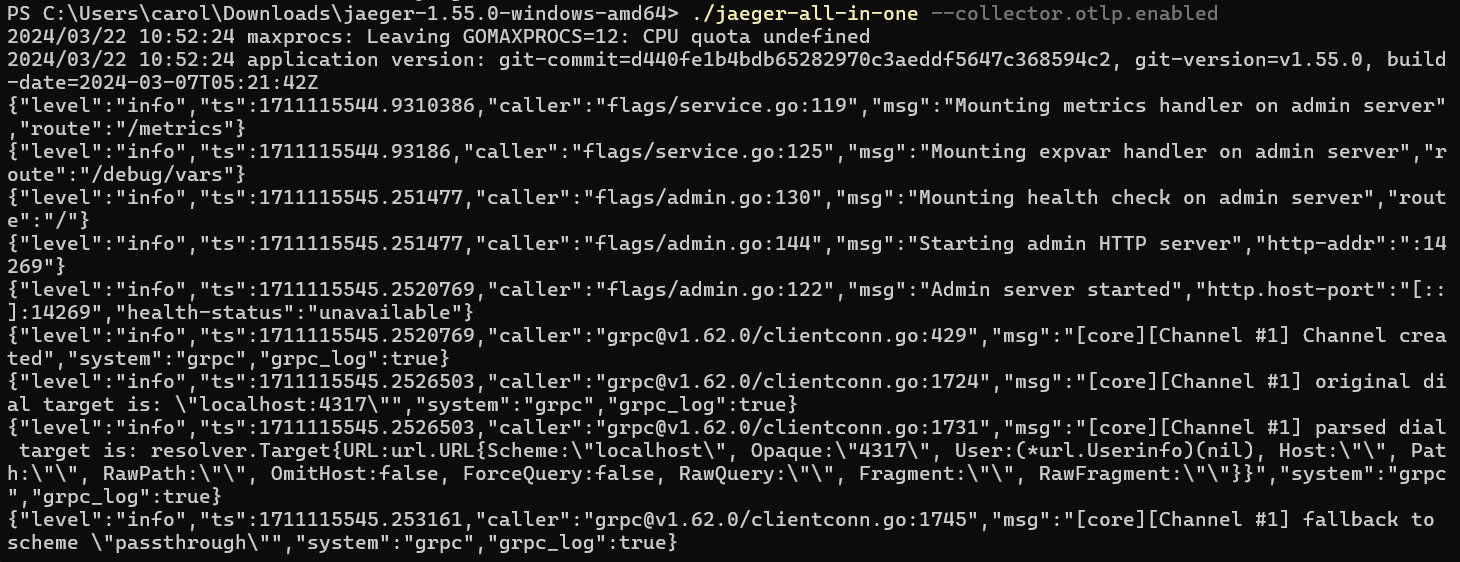 PS C:\Users\carol\Downloads\jaeger-1.55.0-windows-amd64> ./jaeger-all-in-one --collector.otlp.enabled
2024/03/22 10:52:24 maxprocs: Leaving GOMAXPROCS=12: CPU quota undefined
2024/03/22 10:52:24 application version: git-commit=d440fe1b4bdb65282970c3aeddf5647c368594c2, git-version=v1.55.0, build
-date=2024-03-07T05:21:42Z
{"level":"info","ts":1711115544.9310386,"caller":"flags/service.go:119","msg":"Mounting metrics handler on admin server"
,"route":"/metrics"}
{"level":"info","ts":1711115544.93186,"caller":"flags/service.go:125","msg":"Mounting expvar handler on admin server","r
oute":"/debug/vars"}
{"level":"info","ts":1711115545.251477,"caller":"flags/admin.go:130","msg":"Mounting health check on admin server","rout
e":"/"}
{"level":"info","ts":1711115545.251477,"caller":"flags/admin.go:144","msg":"Starting admin HTTP server","http-addr":":14
269"}
{"level":"info","ts":1711115545.2520769,"caller":"flags/admin.go:122","msg":"Admin server started","http.host-port":"[::
]:14269","health-status":"unavailable"}
{"level":"info","ts":1711115545.2520769,"caller":"grpc@v1.62.0/clientconn.go:429","msg":"[core][Channel #1] Channel crea
ted","system":"grpc","grpc_log":true}
{"level":"info","ts":1711115545.2526503,"caller":"grpc@v1.62.0/clientconn.go:1724","msg":"[core][Channel #1] original di
al target is: \"localhost:4317\"","system":"grpc","grpc_log":true}
{"level":"info","ts":1711115545.2526503,"caller":"grpc@v1.62.0/clientconn.go:1731","msg":"[core][Channel #1] parsed dial
 target is: resolver.Target{URL:url.URL{Scheme:\"localhost\", Opaque:\"4317\", User:(*url.Userinfo)(nil), Host:\"\", Pat
h:\"\", RawPath:\"\", OmitHost:false, ForceQuery:false, RawQuery:\"\", Fragment:\"\", RawFragment:\"\"}}","system":"grpc
","grpc_log":true}
{"level":"info","ts":1711115545.253161,"caller":"grpc@v1.62.0/clientconn.go:1745","msg":"[core][Channel #1] fallback to
scheme \"passthrough\"","system":"grpc","grpc_log":true}